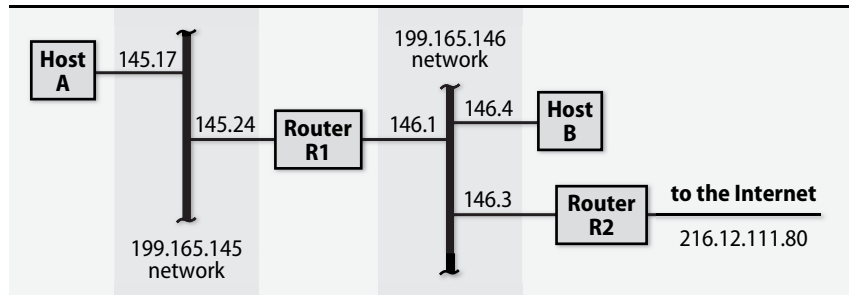 Host
A
145.17
145.24
199.165.145
network
Router
R1
146.1
199.165.146
network
146.4
Host
B
146.3
Router
R2
to the Internet
216.12.111.80